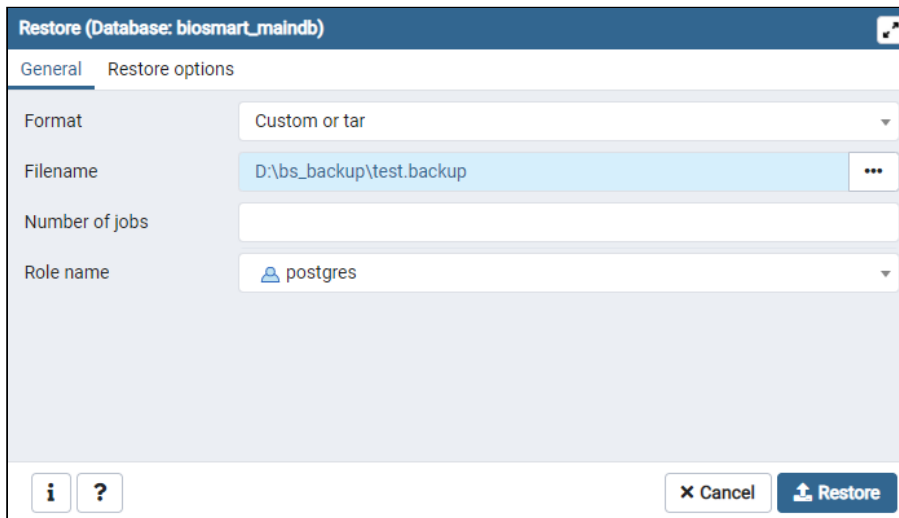 Restore (Database: biosmart_maindb)
General Restore options
Format Custom or tar
Filename D:\bs_backup\test.backup •••
Number of jobs
Role name postgres
i ? × Cancel Restore